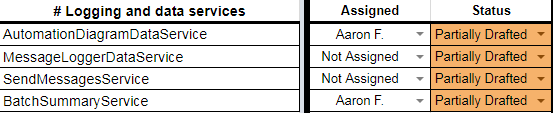 # Logging and data services Assigned Status
AutomationDiagramDataService Aaron F. Partially Drafted
MessageLoggerDataService Not Assigned Partially Drafted
SendMessagesService Not Assigned Partially Drafted
BatchSummaryService Aaron F. Partially Drafted